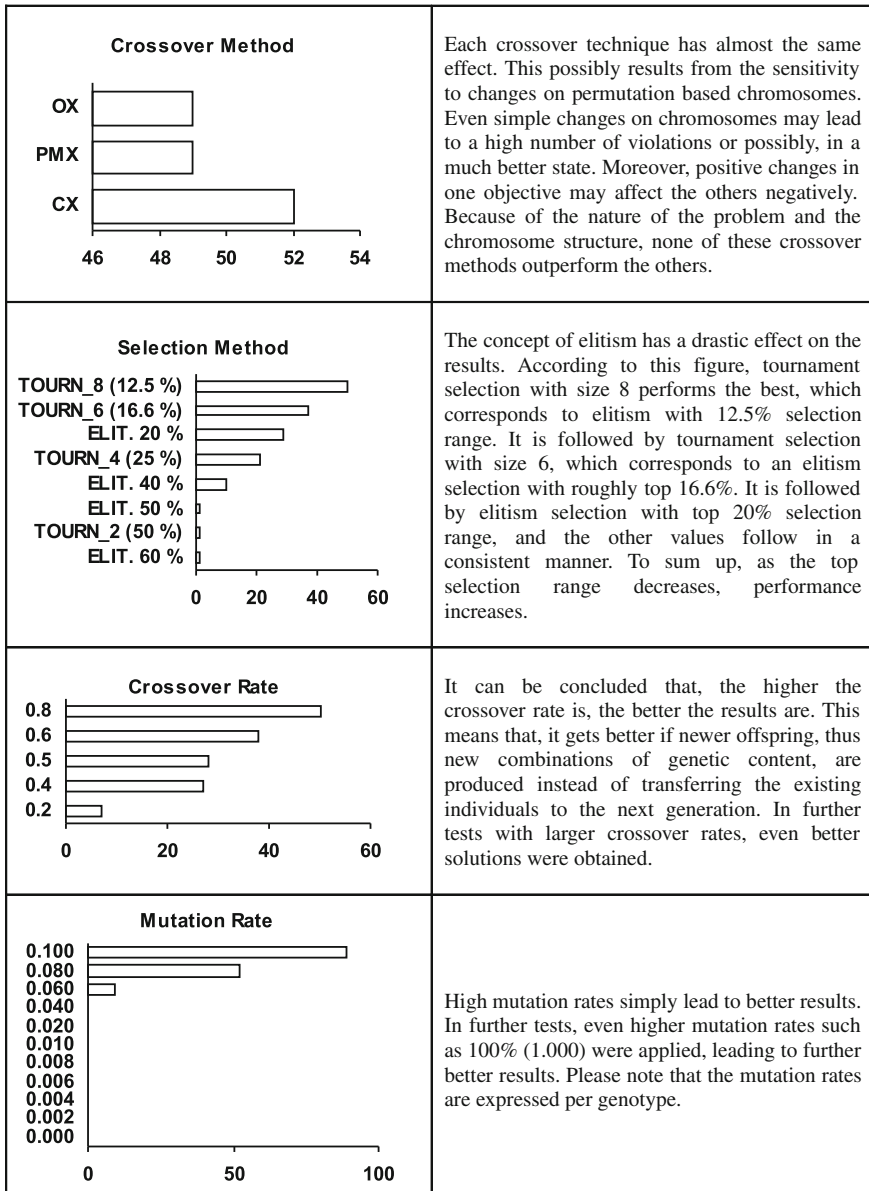 Crossover Method
OX
PMX
CX
46 48 50 52 54
Each crossover technique has almost the same
effect. This possibly results from the sensitivity
to changes on permutation based chromosomes.
Even simple changes on chromosomes may lead
to a high number of violations or possibly, in a
much better state. Moreover, positive changes in
one objective may affect the others negatively.
Because of the nature of the problem and the
chromosome structure, none of these crossover
methods outperform the others.
Selection Method
TOURN_8 (12.5 %)
TOURN_6 (16.6 %)
ELIT. 20 %
TOURN_4 (25 %)
ELIT. 40 %
ELIT. 50 %
TOURN_2 (50 %)
ELIT. 60 %
0 20 40 60
The concept of elitism has a drastic effect on the
results. According to this figure, tournament
selection with size 8 performs the best, which
corresponds to elitism with 12.5% selection
range. It is followed by tournament selection
with size 6, which corresponds to an elitism
selection with roughly top 16.6%. It is followed
by elitism selection with top 20% selection
range, and the other values follow in a
consistent manner. To sum up, as the top
selection range decreases, performance
increases.
Crossover Rate
0.8
0.6
0.5
0.4
0.2
0 20 40 60
It can be concluded that, the higher the
crossover rate is, the better the results are. This
means that, it gets better if newer offspring, thus
new combinations of genetic content, are
produced instead of transferring the existing
individuals to the next generation. In further
tests with larger crossover rates, even better
solutions were obtained.
Mutation Rate
0.100
0.080
0.060
0.040
0.020
0.010
0.008
0.006
0.004
0.002
0.000
0 50 100
High mutation rates simply lead to better results.
In further tests, even higher mutation rates such
as 100% (1.000) were applied, leading to further
better results. Please note that the mutation rates
are expressed per genotype.